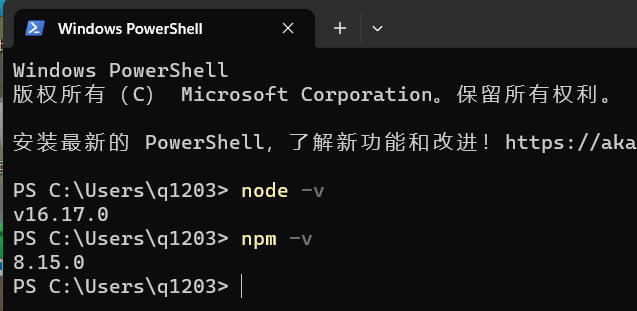 Windows PowerShell
Windows PowerShell
版权所有 (C) Microsoft Corporation。保留所有权利。
安装最新的 PowerShell,了解新功能和改进!https://aka
PS C:\Users\q1203> node -v
v16.17.0
PS C:\Users\q1203> npm -v
8.15.0
PS C:\Users\q1203>